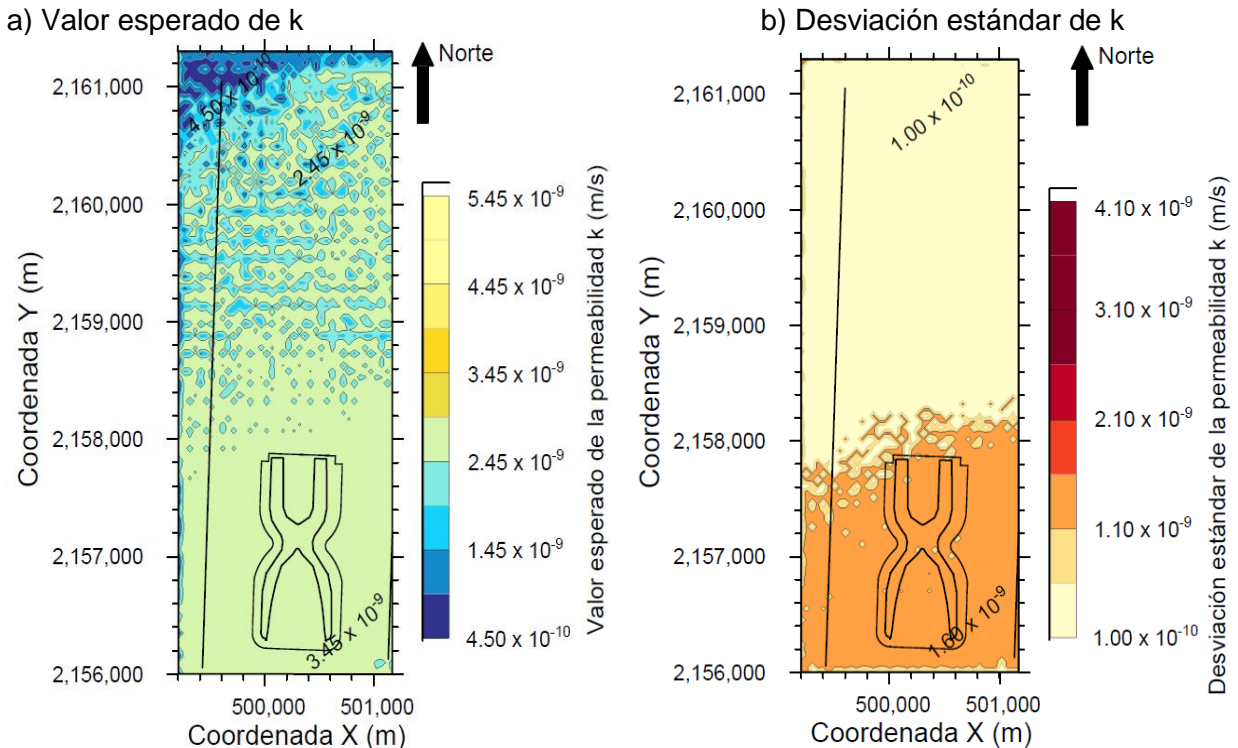 a) Valor esperado de k
Norte
2,161,000
2,160,000
2,159,000
2,158,000
2,157,000
2,156,000
Coordenada Y (m)
4.50 x 10-10
2.45 x 10-9
3.45 x 10-9
500,000
501,000
Coordenada X (m)
5.45 x 10-9
4.45 x 10-9
3.45 x 10-9
2.45 x 10-9
1.45 x 10-9
4.50 x 10-10
Valor esperado de la permeabilidad k (m/s)
b) Desviación estándar de k
Norte
2,161,000
2,160,000
2,159,000
2,158,000
2,157,000
2,156,000
Coordenada Y (m)
1.00 x 10-10
1.60 x 10-9
500,000
501,000
Coordenada X (m)
4.10 x 10-9
3.10 x 10-9
2.10 x 10-9
1.10 x 10-9
1.00 x 10-10
Desviación estándar de la permeabilidad k (m/s)